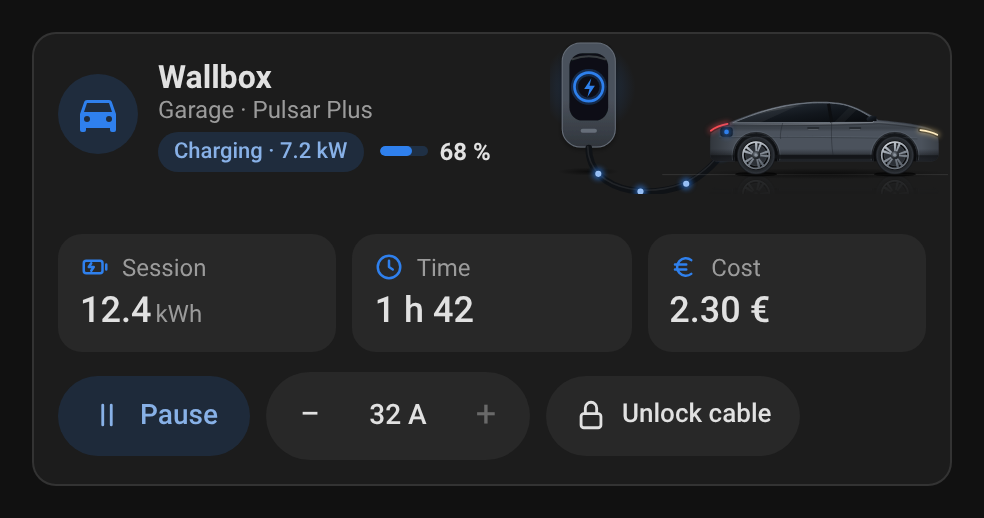 Wallbox
Garage · Pulsar Plus
Charging · 7.2 kW 68 %
Session
12.4 kWh
Time
1 h 42
€ Cost
2.30 €
Pause
− 32 A +
Unlock cable